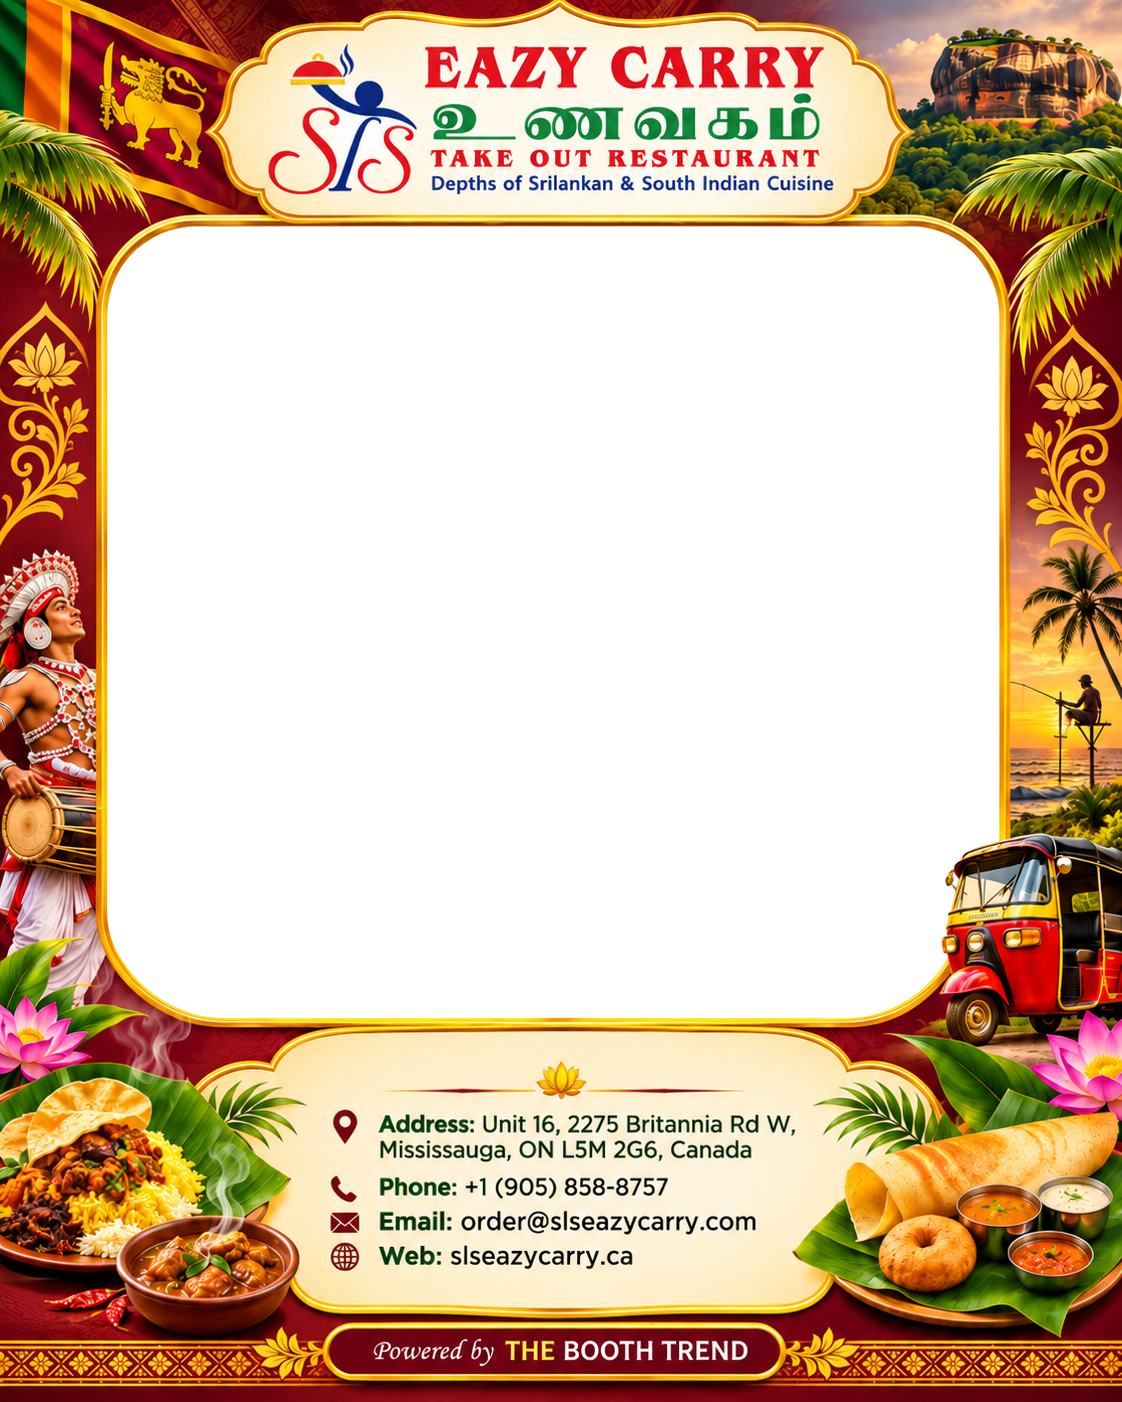 SLS
EAZY CARRY
உணவகம்
TAKE OUT RESTAURANT
Depths of Srilankan & South Indian Cuisine
Address: Unit 16, 2275 Britannia Rd W,
Mississauga, ON L5M 2G6, Canada
Phone: +1 (905) 858-8757
Email: order@slseazycarry.com
Web: slseazycarry.ca
Powered by THE BOOTH TREND